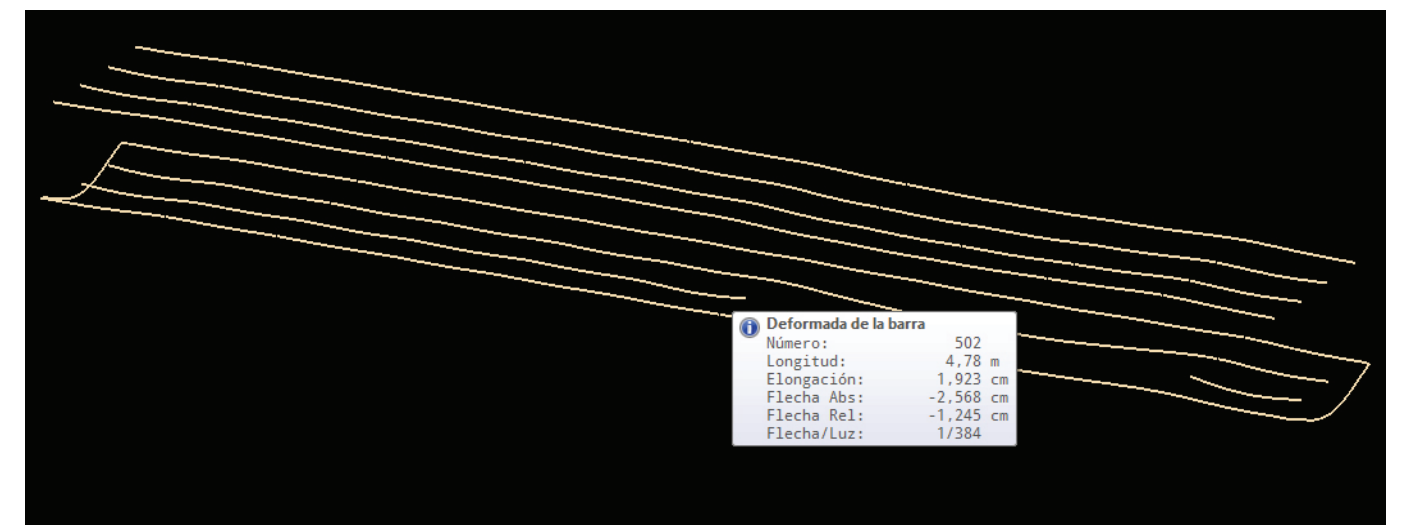 Deformada de la barra
Número: 502
Longitud: 4,78 m
Elongación: 1,923 cm
Flecha Abs: -2,568 cm
Flecha Rel: -1,245 cm
Flecha/Luz: 1/384